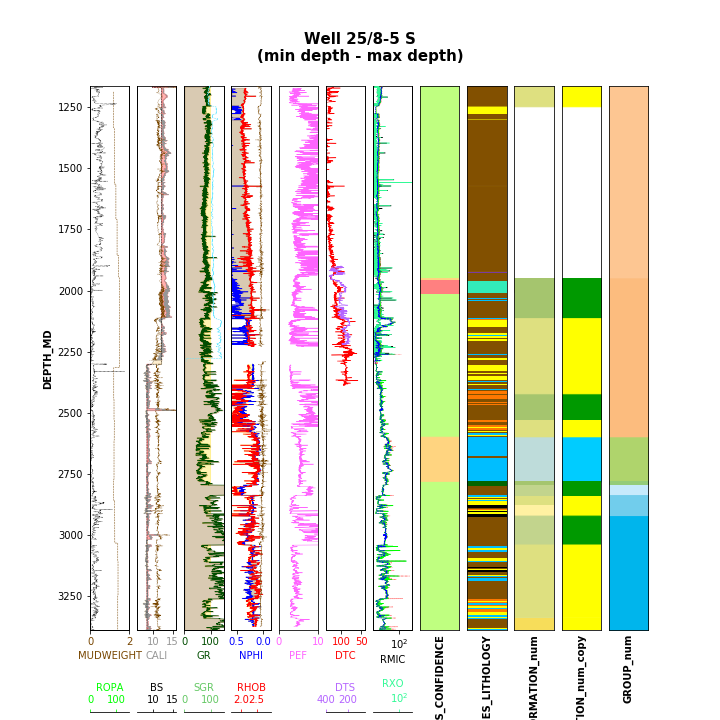 Well 25/8-5 S
(min depth - max depth)
DEPTH_MD
1250
1500
1750
2000
2250
2500
2750
3000
3250
0 2
MUDWEIGHT
ROPA
0 100
10 15
CALI
BS
10 15
0 100
GR
SGR
0 100
0.5 0.0
NPHI
RHOB
2.0 2.5
0 10
PEF
100 50
DTC
DTS
400 200
10²
RMIC
RXO
10²
S_CONFIDENCE
ES_LITHOLOGY
RMATION_num
TION_num_copy
GROUP_num